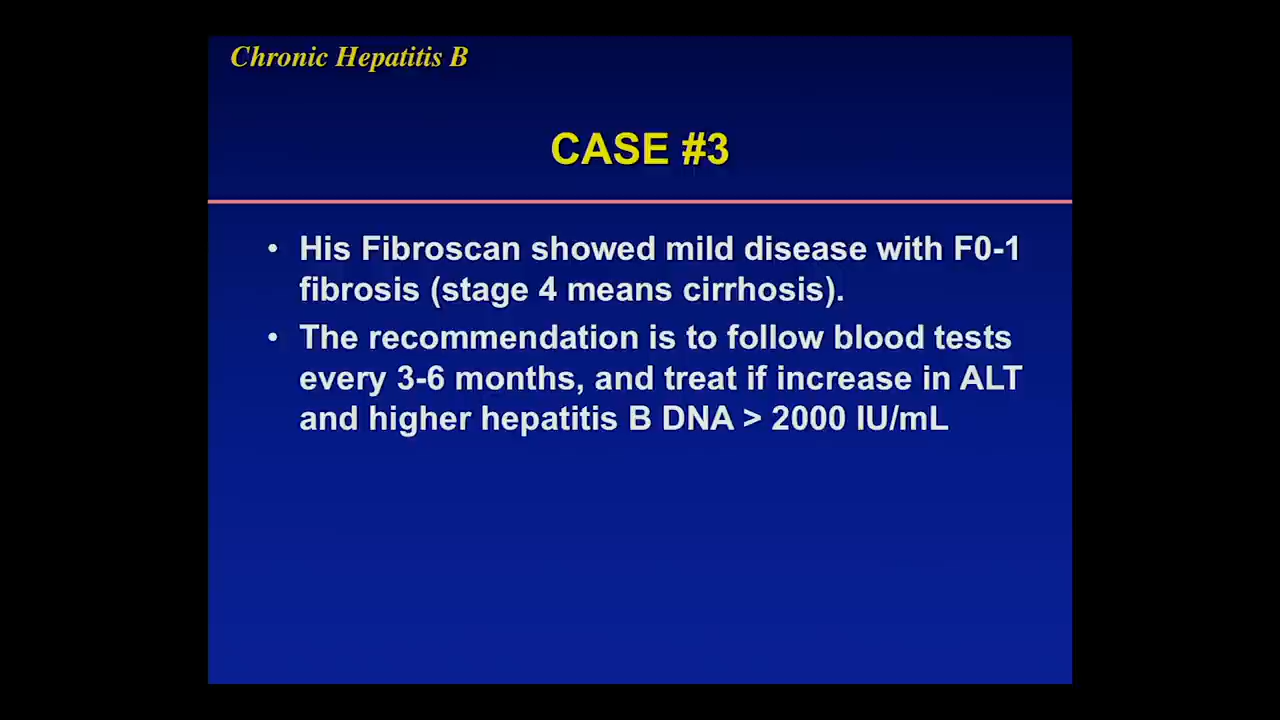 Chronic Hepatitis B
CASE #3
• His Fibroscan showed mild disease with F0-1
fibrosis (stage 4 means cirrhosis).
• The recommendation is to follow blood tests
every 3-6 months, and treat if increase in ALT
and higher hepatitis B DNA > 2000 IU/mL